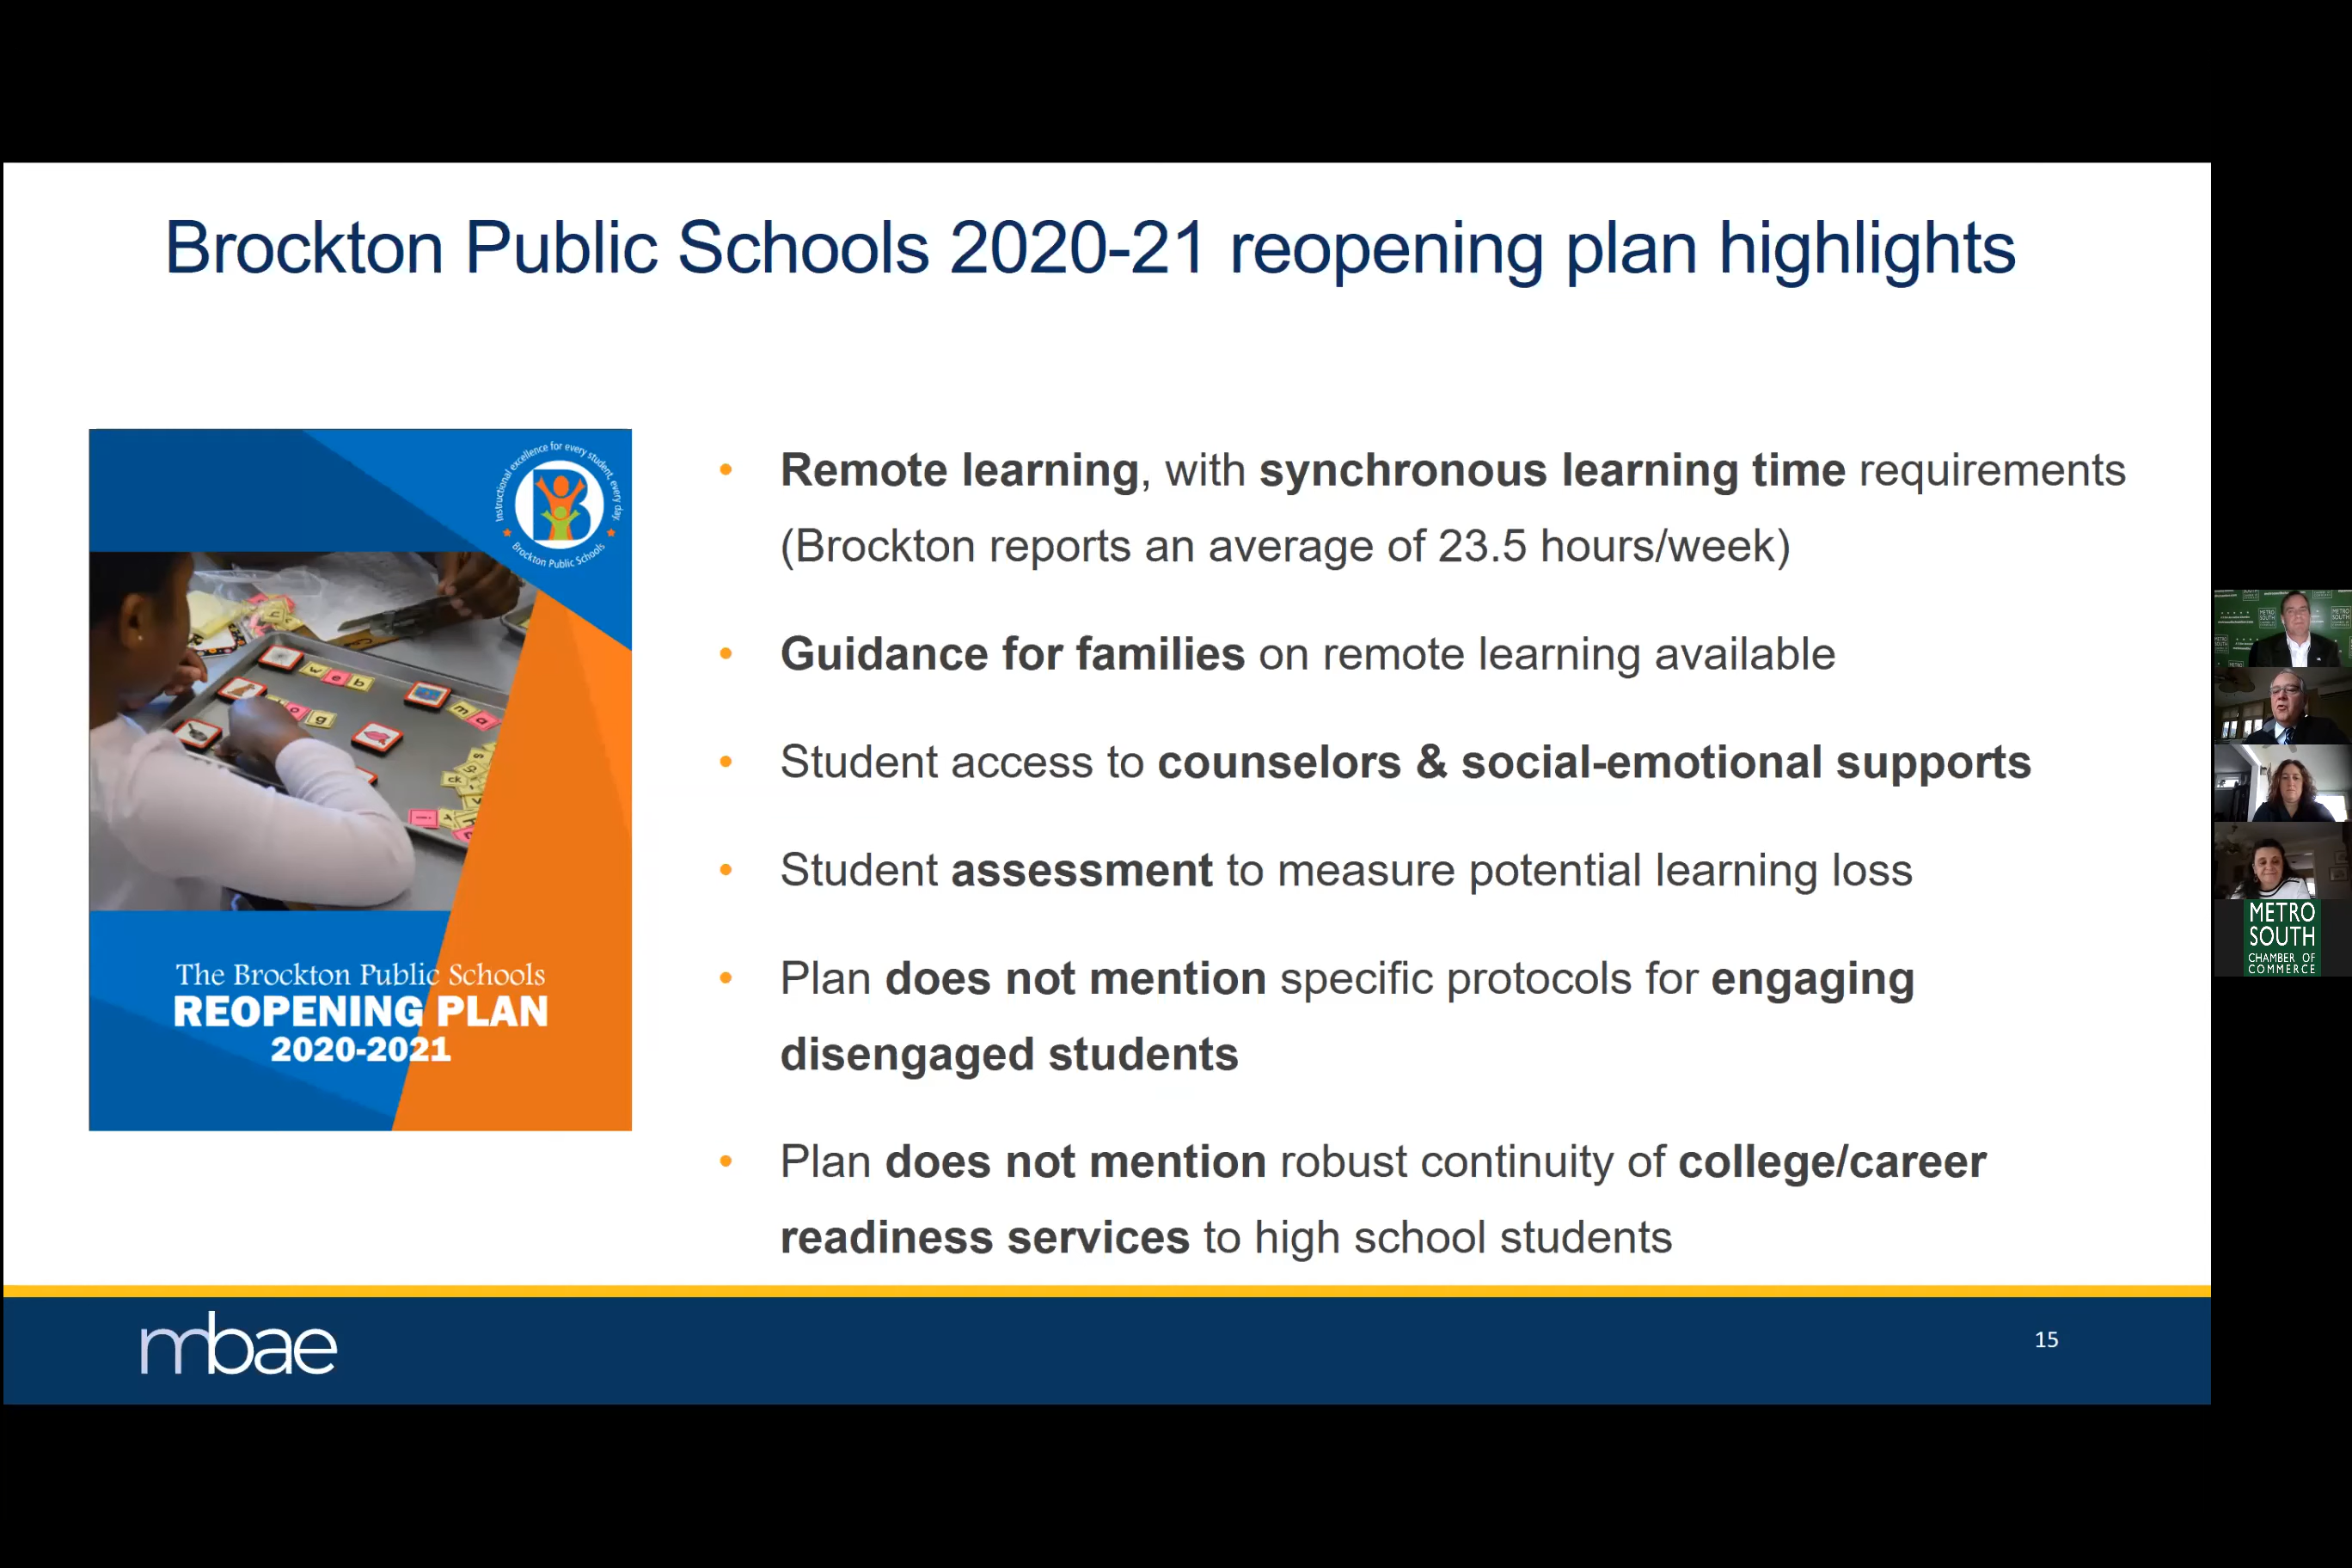 Brockton Public Schools 2020-21 reopening plan highlights
Instructional excellence for every student, every day.
B
Brockton Public Schools
w e b
o g
m a
ck
The Brockton Public Schools
REOPENING PLAN
2020-2021
• Remote learning, with synchronous learning time requirements
(Brockton reports an average of 23.5 hours/week)
• Guidance for families on remote learning available
• Student access to counselors & social-emotional supports
• Student assessment to measure potential learning loss
• Plan does not mention specific protocols for engaging
disengaged students
• Plan does not mention robust continuity of college/career
readiness services to high school students
METRO
SOUTH
CHAMBER OF
COMMERCE
mbae
15